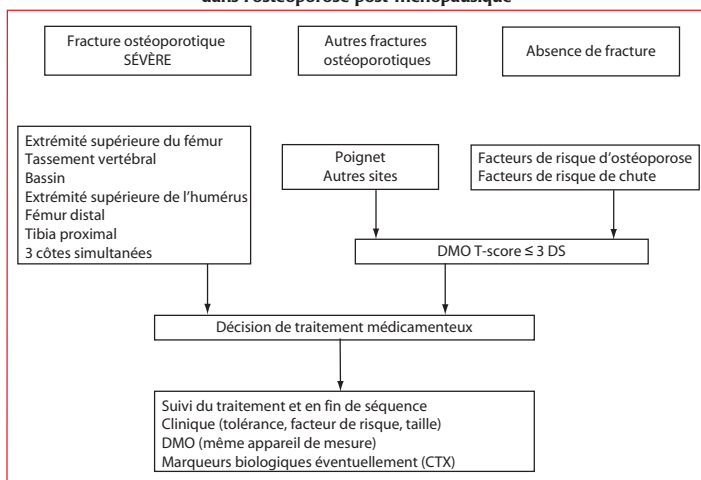 dans l'ostéoporose post-ménopausique
Fracture ostéoporotique
SÉVÈRE
Autres fractures
ostéoporotiques
Absence de fracture
Extrémité supérieure du fémur
Tassement vertébral
Bassin
Extrémité supérieure de l'humérus
Fémur distal
Tibia proximal
3 côtes simultanées
Poignet
Autres sites
Facteurs de risque d'ostéoporose
Facteurs de risque de chute
DMO T-score ≤ 3 DS
Décision de traitement médicamenteux
Suivi du traitement et en fin de séquence
Clinique (tolérance, facteur de risque, taille)
DMO (même appareil de mesure)
Marqueurs biologiques éventuellement (CTX)